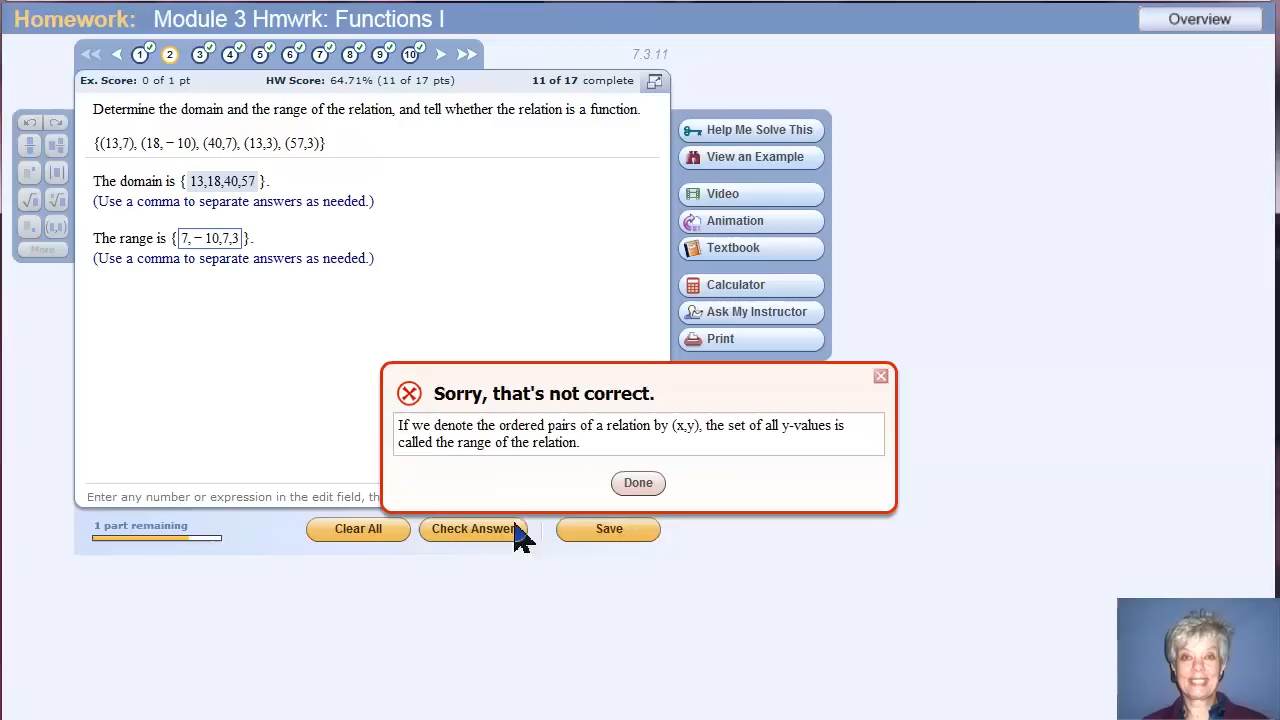 Homework: Module 3 Hmwrk: Functions I
Overview
1 2 3 4 5 6 7 8 9 10
7.3.11
Ex. Score: 0 of 1 pt HW Score: 64.71% (11 of 17 pts) 11 of 17 complete
Determine the domain and the range of the relation, and tell whether the relation is a function.
{(13,7), (18, − 10), (40,7), (13,3), (57,3)}
The domain is { 13,18,40,57 }.
(Use a comma to separate answers as needed.)
The range is { 7, − 10,7,3 }.
(Use a comma to separate answers as needed.)
More
Help Me Solve This
View an Example
Video
Animation
Textbook
Calculator
Ask My Instructor
Print
Sorry, that's not correct.
If we denote the ordered pairs of a relation by (x,y), the set of all y-values is
called the range of the relation.
Done
Enter any number or expression in the edit field, the
1 part remaining
Clear All
Check Answer
Save